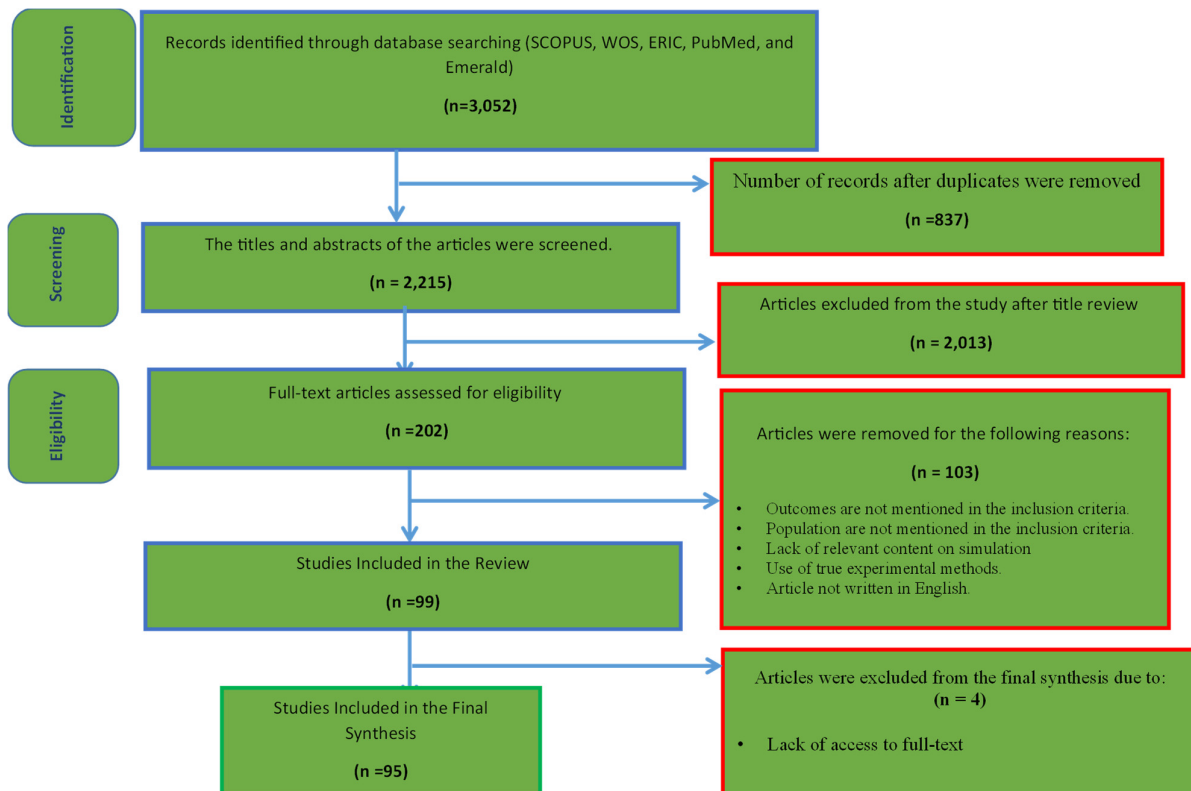 Identification
Records identified through database searching (SCOPUS, WOS, ERIC, PubMed, and
Emerald)
(n=3,052)
Number of records after duplicates were removed
(n =837)
Screening
The titles and abstracts of the articles were screened.
(n = 2,215)
Articles excluded from the study after title review
(n = 2,013)
Eligibility
Full-text articles assessed for eligibility
(n =202)
Articles were removed for the following reasons:
(n = 103)
• Outcomes are not mentioned in the inclusion criteria.
• Population are not mentioned in the inclusion criteria.
• Lack of relevant content on simulation
• Use of true experimental methods.
• Article not written in English.
Studies Included in the Review
(n =99)
Articles were excluded from the final synthesis due to:
(n = 4)
• Lack of access to full-text
Studies Included in the Final
Synthesis
(n =95)